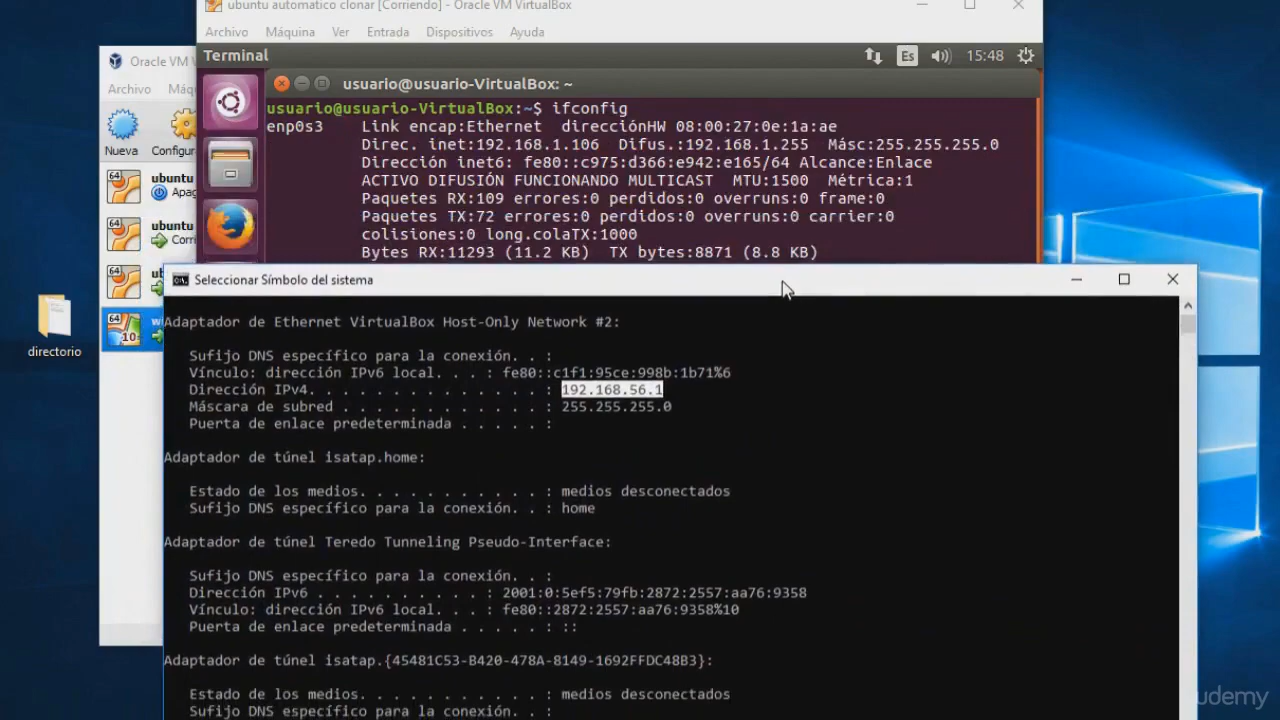 ubuntu automatico clonar [Corriendo] - Oracle VM VirtualBox
Archivo Máquina Ver Entrada Dispositivos Ayuda
Terminal Es 15:48
usuario@usuario-VirtualBox: ~
usuario@usuario-VirtualBox:~$ ifconfig
enp0s3 Link encap:Ethernet direcciónHW 08:00:27:0e:1a:ae
Direc. inet:192.168.1.106 Difus.:192.168.1.255 Másc:255.255.255.0
Dirección inet6: fe80::c975:d366:e942:e165/64 Alcance:Enlace
ACTIVO DIFUSIÓN FUNCIONANDO MULTICAST MTU:1500 Métrica:1
Paquetes RX:109 errores:0 perdidos:0 overruns:0 frame:0
Paquetes TX:72 errores:0 perdidos:0 overruns:0 carrier:0
colisiones:0 long.colaTX:1000
Bytes RX:11293 (11.2 KB) TX bytes:8871 (8.8 KB)
Oracle VM V
Archivo Máq
Nueva Configur
64 ubuntu
Apag
64 ubuntu
Corri
64 ub
64 wi
10
directorio
Seleccionar Símbolo del sistema
Adaptador de Ethernet VirtualBox Host-Only Network #2:
Sufijo DNS específico para la conexión. . :
Vínculo: dirección IPv6 local. . . : fe80::c1f1:95ce:998b:1b71%6
Dirección IPv4. . . . . . . . . . . . . . : 192.168.56.1
Máscara de subred . . . . . . . . . . . . : 255.255.255.0
Puerta de enlace predeterminada . . . . . :
Adaptador de túnel isatap.home:
Estado de los medios. . . . . . . . . . . : medios desconectados
Sufijo DNS específico para la conexión. . : home
Adaptador de túnel Teredo Tunneling Pseudo-Interface:
Sufijo DNS específico para la conexión. . :
Dirección IPv6 . . . . . . . . . . : 2001:0:5ef5:79fb:2872:2557:aa76:9358
Vínculo: dirección IPv6 local. . . : fe80::2872:2557:aa76:9358%10
Puerta de enlace predeterminada . . . . . : ::
Adaptador de túnel isatap.{45481C53-B420-478A-8149-1692FFDC48B3}:
Estado de los medios. . . . . . . . . . . : medios desconectados
Sufijo DNS específico para la conexión. . :
udemy